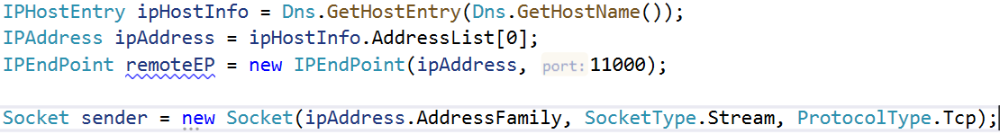 IPHostEntry ipHostInfo = Dns.GetHostEntry(Dns.GetHostName());
IPAddress ipAddress = ipHostInfo.AddressList[0];
IPEndPoint remoteEP = new IPEndPoint(ipAddress, port: 11000);
Socket sender = new Socket(ipAddress.AddressFamily, SocketType.Stream, ProtocolType.Tcp);